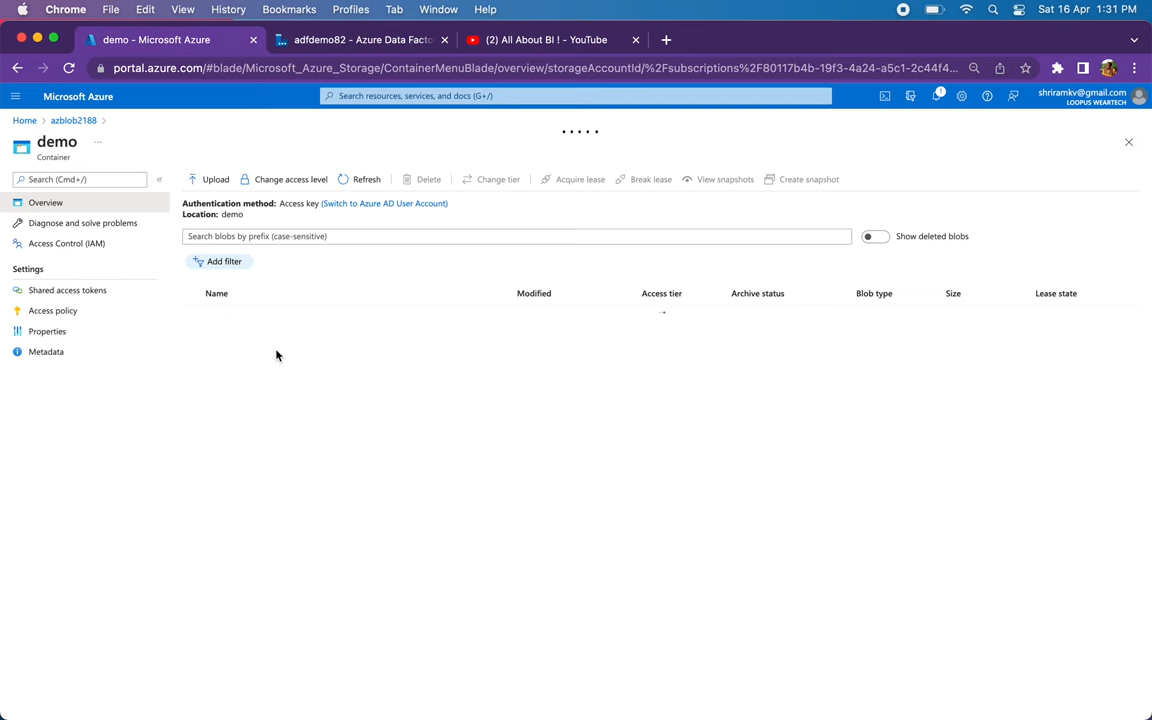 Chrome File Edit View History Bookmarks Profiles Tab Window Help Sat 16 Apr 1:31 PM
demo - Microsoft Azure adfdemo82 - Azure Data Facto (2) All About BI ! - YouTube
portal.azure.com/#blade/Microsoft_Azure_Storage/ContainerMenuBlade/overview/storageAccountId/%2Fsubscriptions%2F80117b4b-19f3-4a24-a5c1-2c44f4...
Microsoft Azure Search resources, services, and docs (G+/) 1 shriramkv@gmail.com
LOOPUS WEARTECH
Home > azblob2188 >
demo ...
Container
Search (Cmd+/) « Upload Change access level Refresh Delete Change tier Acquire lease Break lease View snapshots Create snapshot
Overview
Authentication method: Access key (Switch to Azure AD User Account)
Location: demo
Diagnose and solve problems
Access Control (IAM)
Search blobs by prefix (case-sensitive) Show deleted blobs
Add filter
Settings
Shared access tokens
Access policy
Properties
Metadata
Name Modified Access tier Archive status Blob type Size Lease state